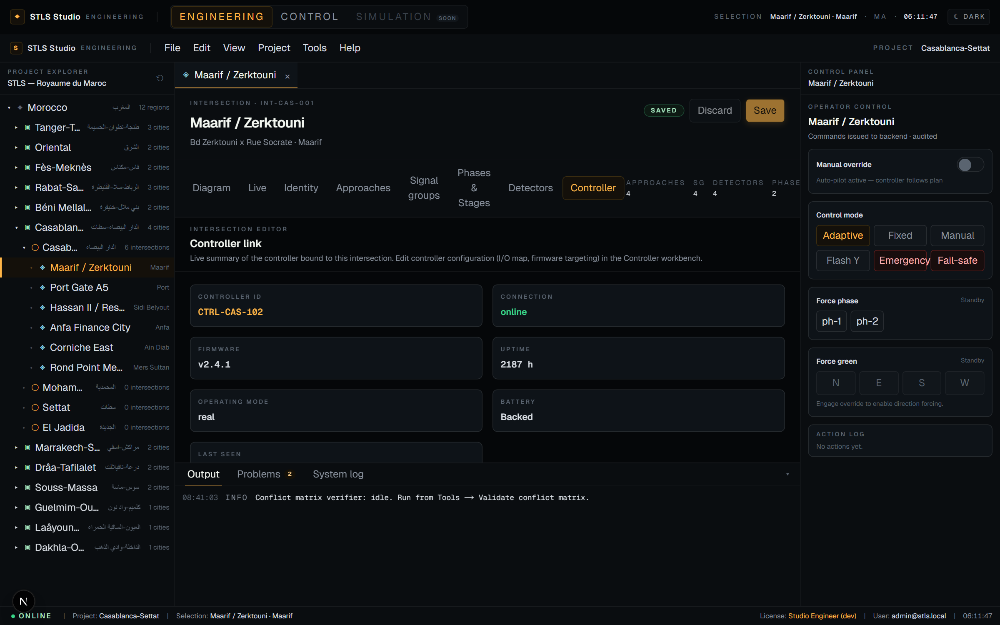 STLS Studio ENGINEERING
ENGINEERING CONTROL SIMULATION SOON
SELECTION Maarif / Zerktouni · Maarif · MA · 06:11:47 DARK
S STLS Studio ENGINEERING
File Edit View Project Tools Help
PROJECT Casablanca-Settat
PROJECT EXPLORER
STLS — Royaume du Maroc
Morocco المغرب 12 regions
Tanger-T... طنجة-تطوان-الحسيمة 3 cities
Oriental الشرق 2 cities
Fès-Meknès فاس-مكناس 2 cities
Rabat-Sa... الرباط-سلا-القنيطرة 3 cities
Béni Mellal... بني ملال-خنيفرة 2 cities
Casablan... الدار البيضاء-سطات 4 cities
Casab... الدار البيضاء 6 intersections
Maarif / Zerktouni Maarif
Port Gate A5 Port
Hassan II / Res... Sidi Belyout
Anfa Finance City Anfa
Corniche East Ain Diab
Rond Point Me... Mers Sultan
Moham... المحمدية 0 intersections
Settat سطات 0 intersections
El Jadida الجديدة 0 intersections
Marrakech-S... مراكش-آسفي 2 cities
Drâa-Tafilalet درعة-تافيلالت 2 cities
Souss-Massa سوس-ماسة 2 cities
Guelmim-Ou... كلميم-واد نون 1 cities
Laâyoun... العيون-الساقية الحمراء 1 cities
Dakhla-O... الداخلة-وادي الذهب 1 cities
N
Maarif / Zerktouni ×
INTERSECTION · INT-CAS-001
Maarif / Zerktouni
Bd Zerktouni x Rue Socrate · Maarif
SAVED Discard Save
Diagram Live Identity Approaches Signal groups Phases & Stages Detectors Controller
APPROACHES SG DETECTORS PHASE
4 4 4 2
INTERSECTION EDITOR
Controller link
Live summary of the controller bound to this intersection. Edit controller configuration (I/O map, firmware targeting) in the Controller workbench.
CONTROLLER ID
CTRL-CAS-102
CONNECTION
online
FIRMWARE
v2.4.1
UPTIME
2187 h
OPERATING MODE
real
BATTERY
Backed
LAST SEEN
Output Problems 2 System log
08:41:03 INFO Conflict matrix verifier: idle. Run from Tools → Validate conflict matrix.
CONTROL PANEL
Maarif / Zerktouni
OPERATOR CONTROL
Maarif / Zerktouni
Commands issued to backend · audited
Manual override
Auto-pilot active — controller follows plan
Control mode
Adaptive Fixed Manual
Flash Y Emergency Fail-safe
Force phase Standby
ph-1 ph-2
Force green Standby
N E S W
Engage override to enable direction forcing.
ACTION LOG
No actions yet.
ONLINE | Project: Casablanca-Settat | Selection: Maarif / Zerktouni · Maarif
License: Studio Engineer (dev) | User: admin@stls.local | 06:11:47